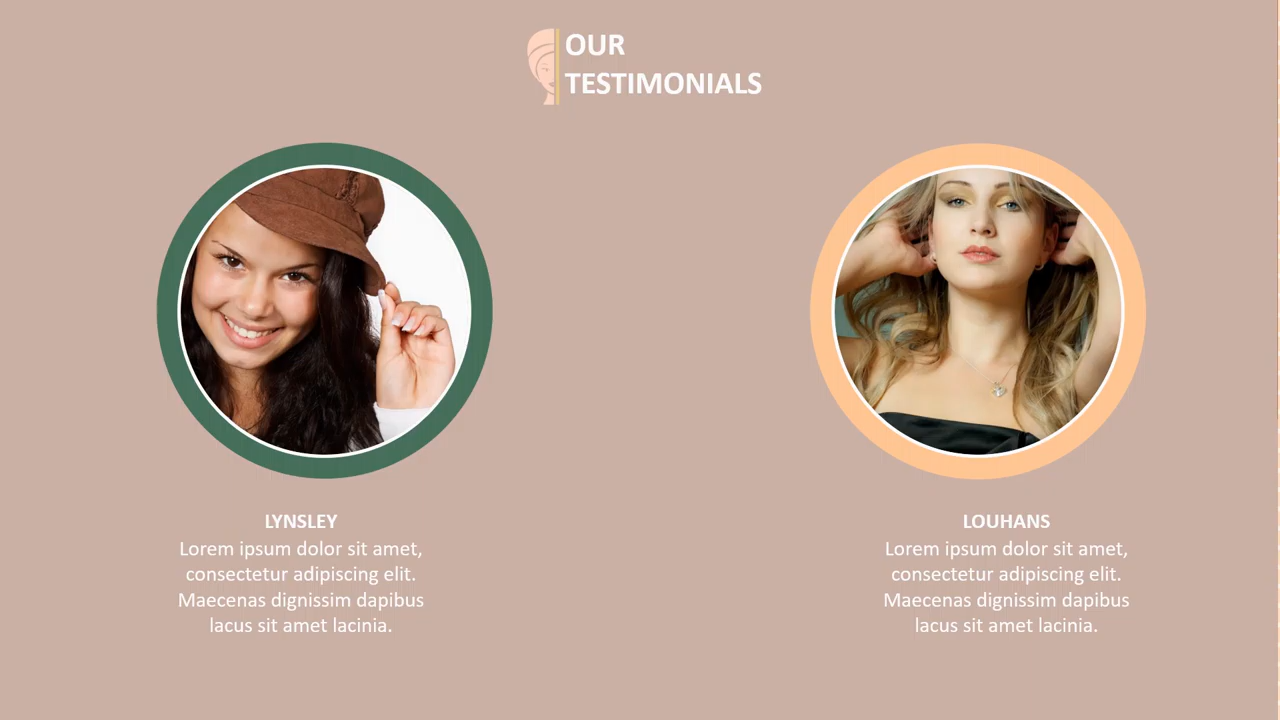 OUR
TESTIMONIALS
LYNSLEY
Lorem ipsum dolor sit amet,
consectetur adipiscing elit.
Maecenas dignissim dapibus
lacus sit amet lacinia.
LOUHANS
Lorem ipsum dolor sit amet,
consectetur adipiscing elit.
Maecenas dignissim dapibus
lacus sit amet lacinia.